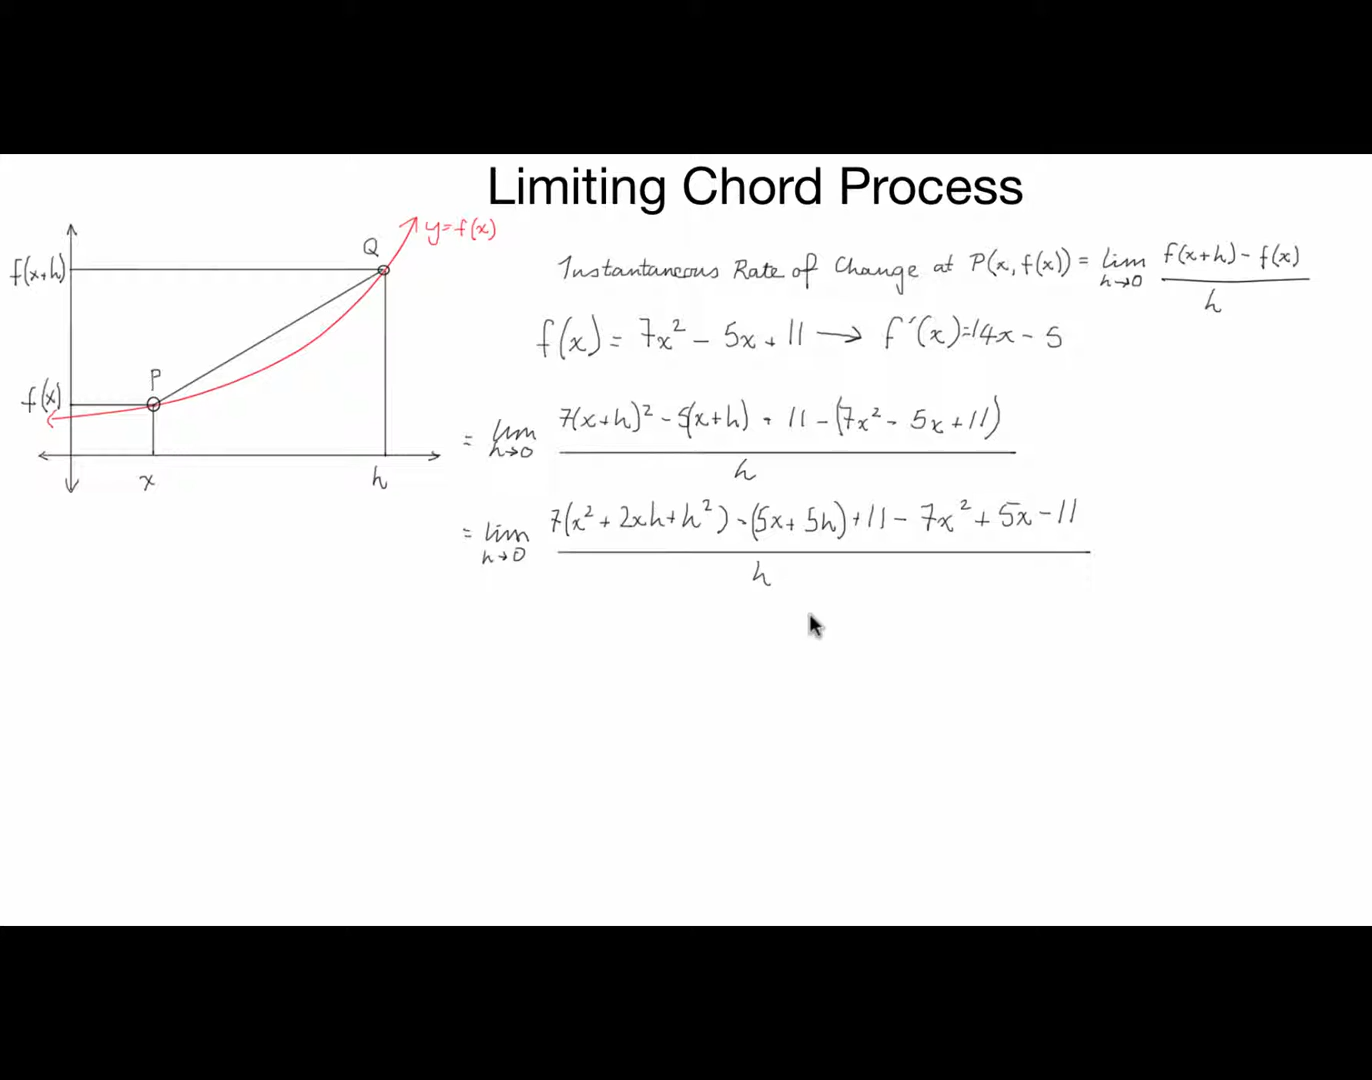 Limiting Chord Process
y=f(x)
Q
f(x+h)
P
f(x)
x
h
Instantaneous Rate of Change at P(x, f(x)) = lim h→0 f(x+h) - f(x) / h
f(x) = 7x² - 5x + 11 → f'(x)=14x - 5
= lim h→0 7(x+h)² - 5(x+h) + 11 - (7x² - 5x + 11) / h
= lim h→0 7(x² + 2xh + h²) - (5x + 5h) + 11 - 7x² + 5x - 11 / h